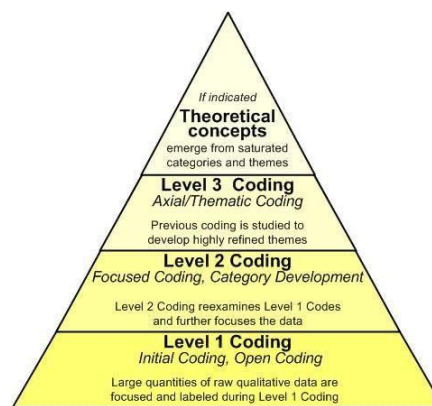 If indicated
Theoretical
concepts
emerge from saturated
categories and themes
Level 3 Coding
Axial/Thematic Coding
Previous coding is studied to
develop highly refined themes
Level 2 Coding
Focused Coding, Category Development
Level 2 Coding reexamines Level 1 Codes
and further focuses the data
Level 1 Coding
Initial Coding, Open Coding
Large quantities of raw qualitative data are
focused and labeled during Level 1 Coding